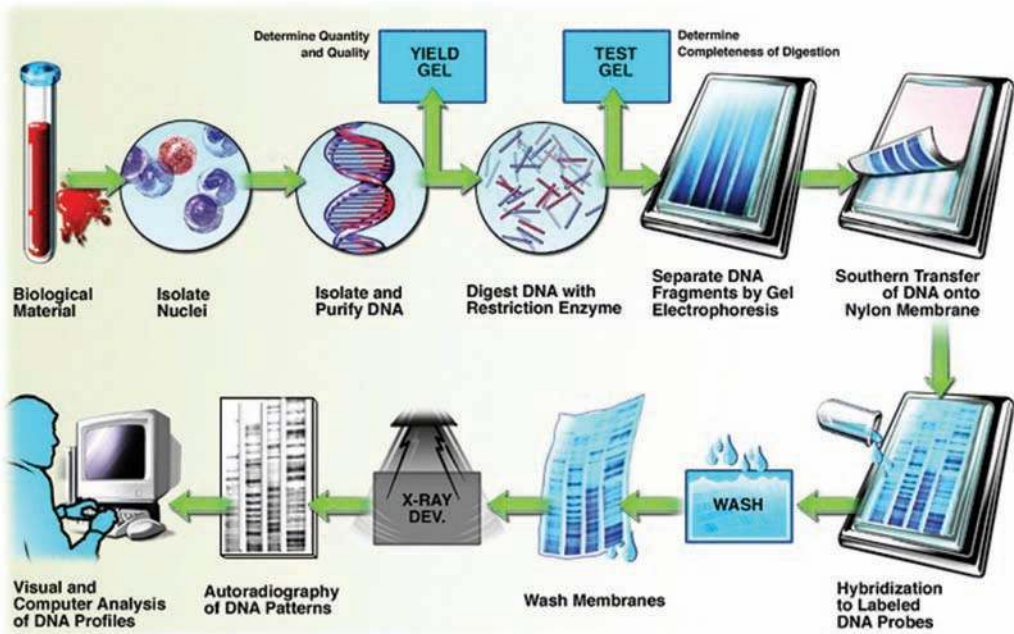 Determine Quantity
and Quality
YIELD
GEL
TEST
GEL
Determine
Completeness of Digestion
Biological
Material
Isolate
Nuclei
Isolate and
Purify DNA
Digest DNA with
Restriction Enzyme
Separate DNA
Fragments by Gel
Electrophoresis
Southern Transfer
of DNA onto
Nylon Membrane
X-RAY
DEV.
WASH
Visual and
Computer Analysis
of DNA Profiles
Autoradiography
of DNA Patterns
Wash Membranes
Hybridization
to Labeled
DNA Probes